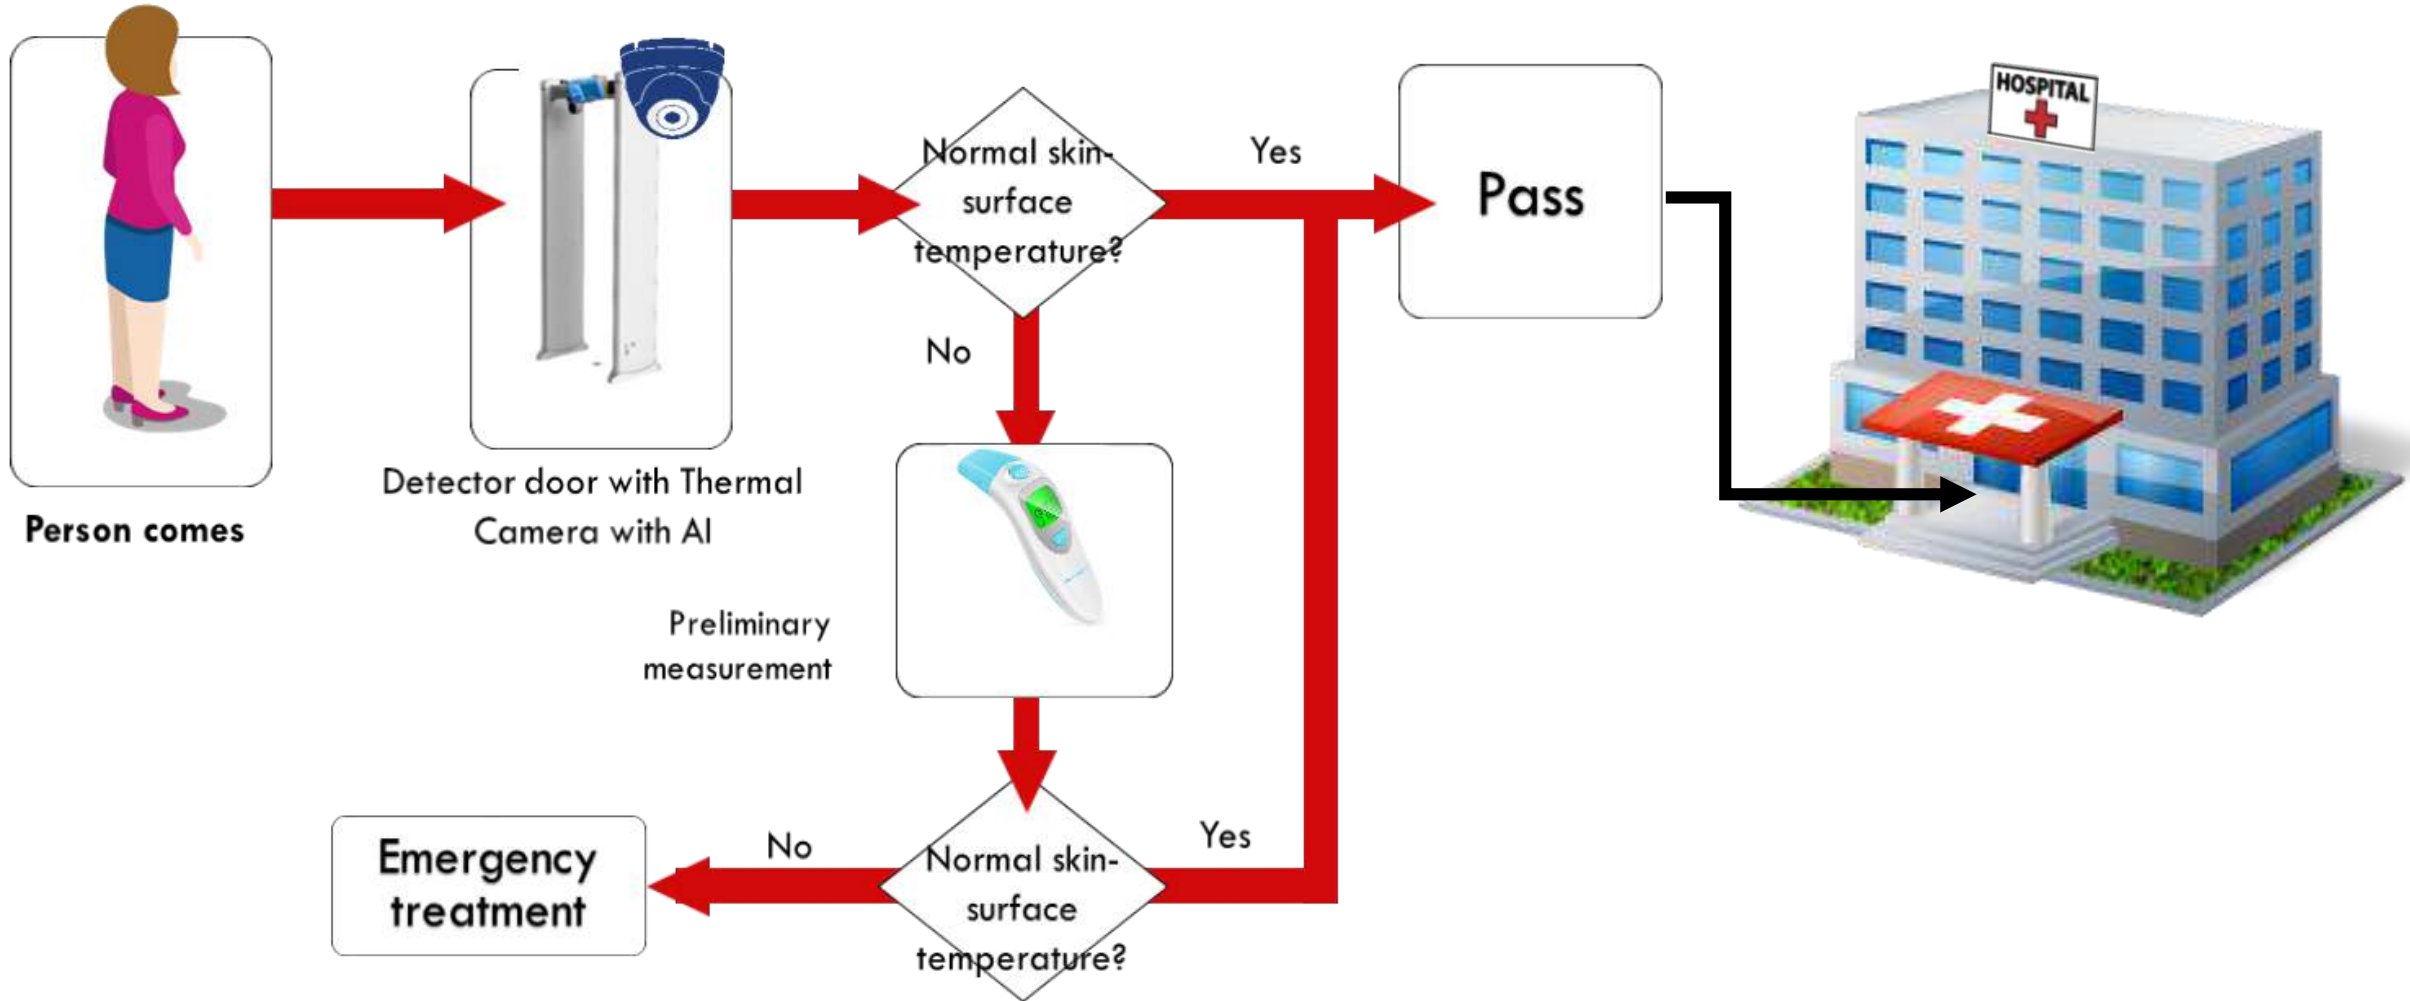 HOSPITAL
Normal skin-
surface
temperature?
Yes
Pass
No
Detector door with Thermal
Camera with AI
Person comes
Preliminary
measurement
Emergency
treatment
No
Normal skin-
surface
temperature?
Yes